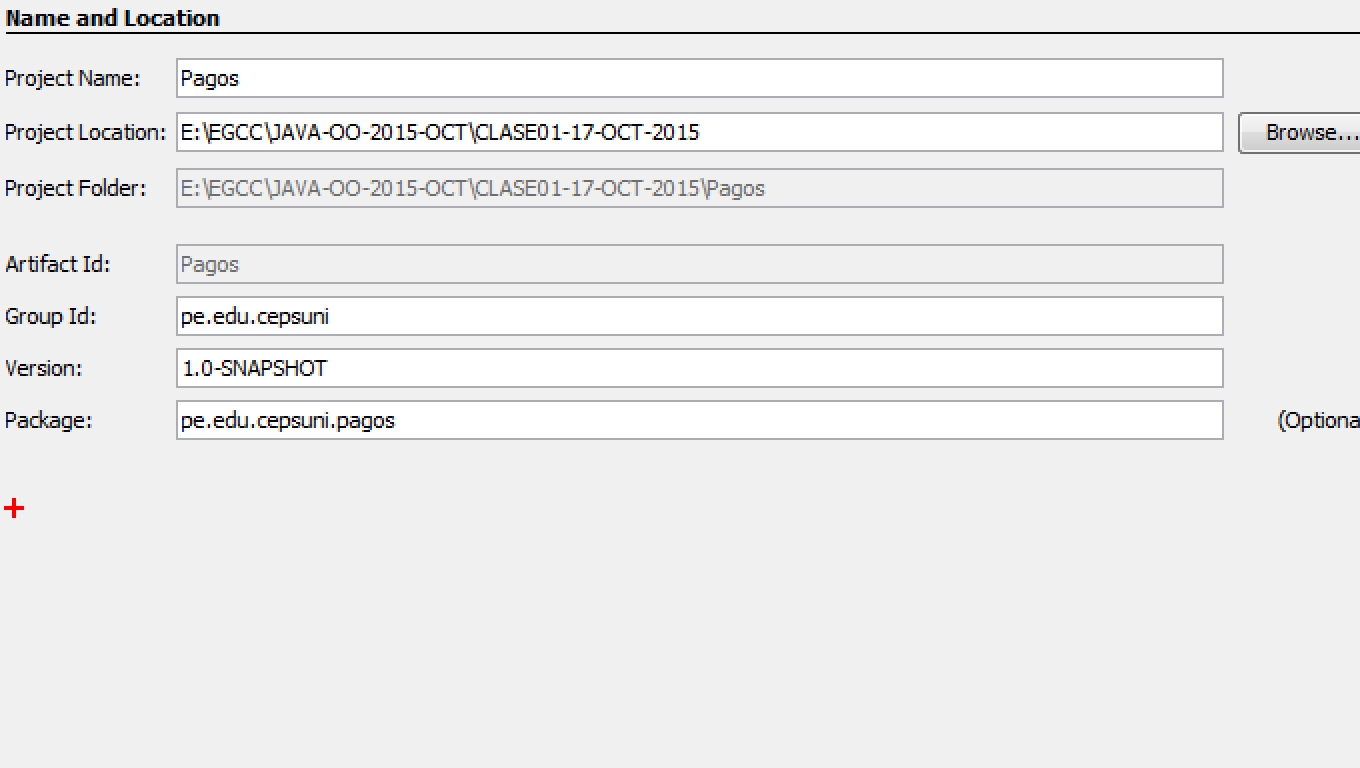 Name and Location
Project Name: Pagos
Project Location: E:\EGCC\JAVA-OO-2015-OCT\CLASE01-17-OCT-2015 Browse...
Project Folder: E:\EGCC\JAVA-OO-2015-OCT\CLASE01-17-OCT-2015\Pagos
Artifact Id: Pagos
Group Id: pe.edu.cepsuni
Version: 1.0-SNAPSHOT
Package: pe.edu.cepsuni.pagos (Optiona